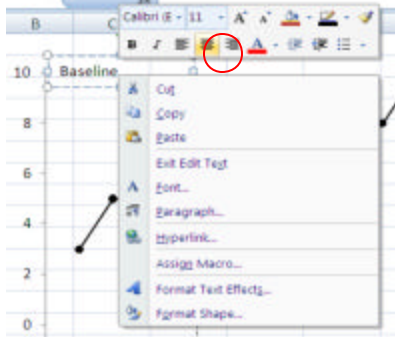 Calibri (E 11 A A
B I A
B C
10 Baseline
8
6
4
2
0
Cut
Copy
Paste
Exit Edit Text
A Font...
Paragraph...
Hyperlink...
Assign Macro...
Format Text Effects...
Format Shape...